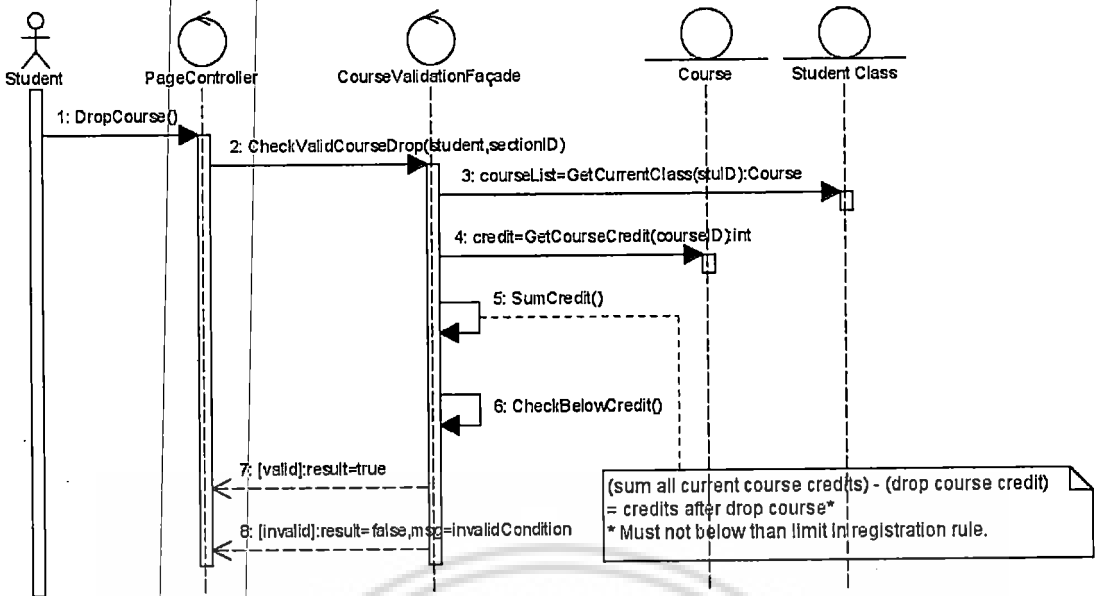 Student
PageController
CourseValidationFaçade
Course
Student Class
1: DropCourse()
2: CheckValidCourseDrop(student,sectionID)
3: courseList=GetCurrentClass(stuID):Course
4: credit=GetCourseCredit(courseID):int
5: SumCredit()
6: CheckBelowCredit()
7: [valid]:result=true
8: [invalid]:result=false,msg=invalidCondition
(sum all current course credits) - (drop course credit)
= credits after drop course*
* Must not below than limit in registration rule.